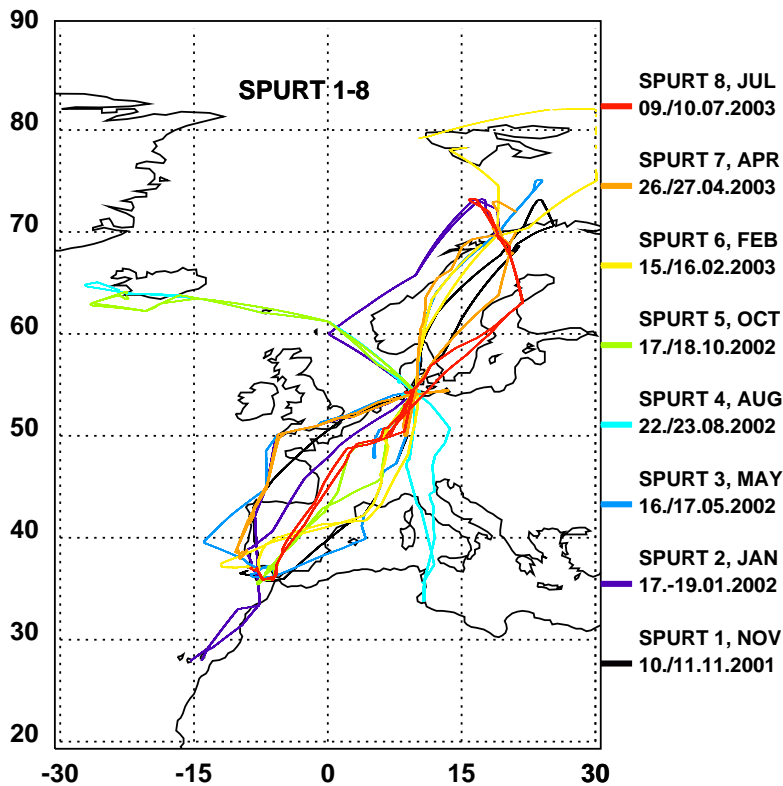 90
80
70
60
50
40
30
20
-30
-15
0
15
30
SPURT 1-8
SPURT 8, JUL
09./10.07.2003
SPURT 7, APR
26./27.04.2003
SPURT 6, FEB
15./16.02.2003
SPURT 5, OCT
17./18.10.2002
SPURT 4, AUG
22./23.08.2002
SPURT 3, MAY
16./17.05.2002
SPURT 2, JAN
17.-19.01.2002
SPURT 1, NOV
10./11.11.2001